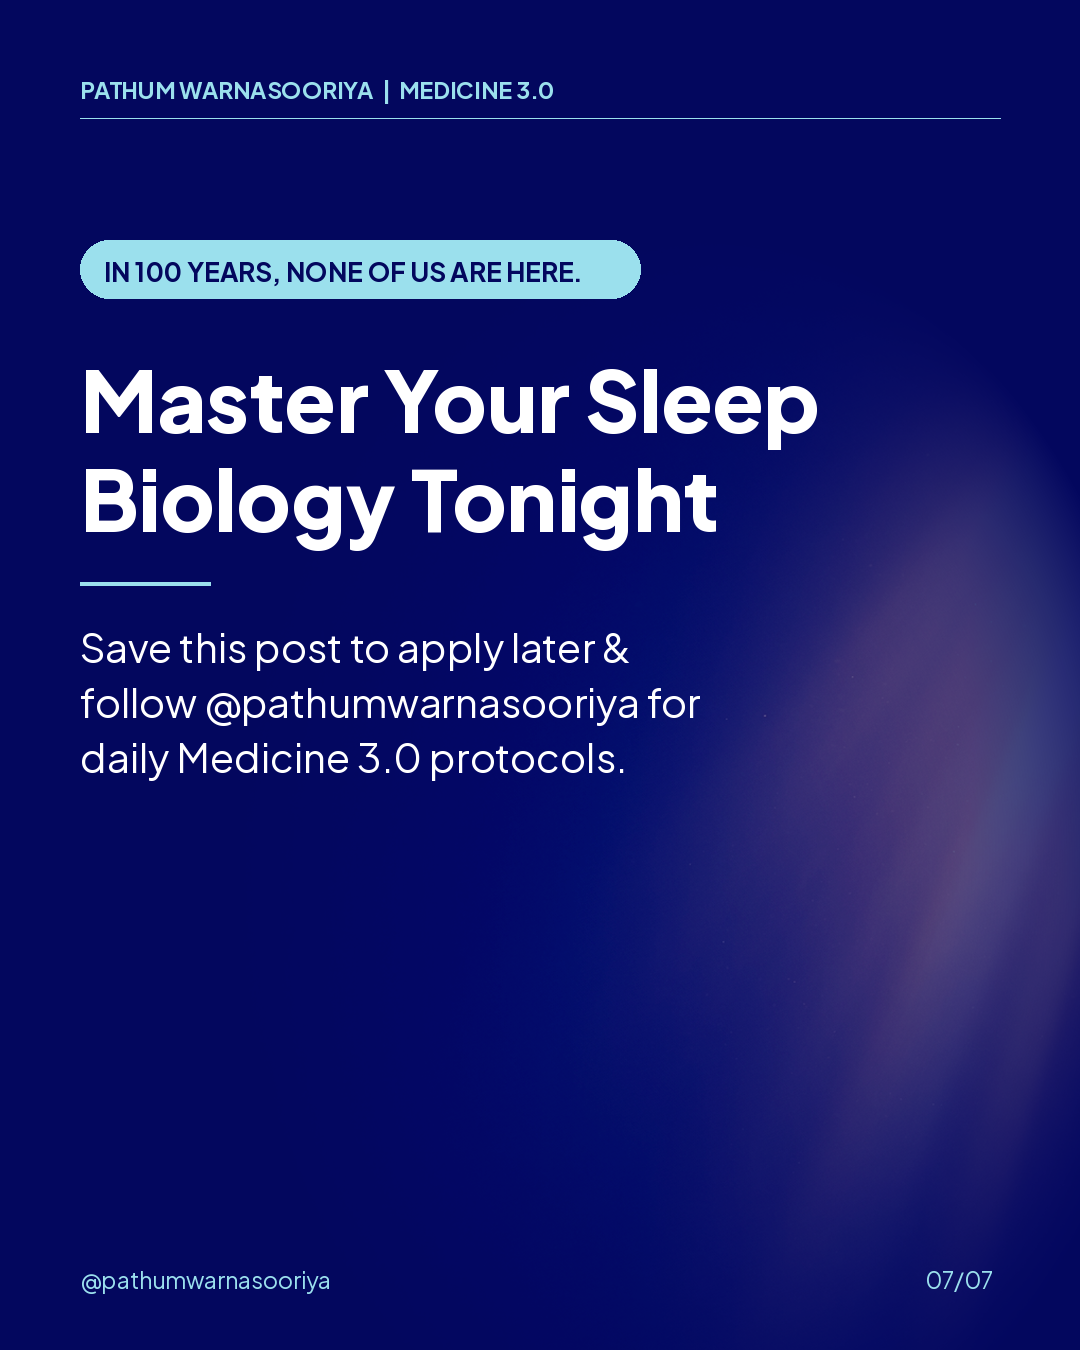 PATHUM WARNASOORIYA | MEDICINE 3.0
IN 100 YEARS, NONE OF US ARE HERE.
Master Your Sleep
Biology Tonight
Save this post to apply later &
follow @pathumwarnasooriya for
daily Medicine 3.0 protocols.
@pathumwarnasooriya
07/07